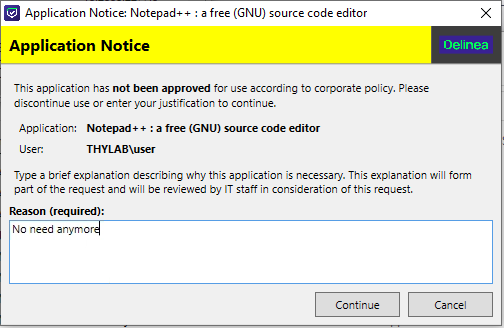 Application Notice: Notepad++ : a free (GNU) source code editor
Application Notice
Delinea
This application has not been approved for use according to corporate policy. Please
discontinue use or enter your justification to continue.
Application: Notepad++ : a free (GNU) source code editor
User: THYLAB\user
Type a brief explanation describing why this application is necessary. This explanation will form
part of the request and will be reviewed by IT staff in consideration of this request.
Reason (required):
No need anymore
Continue Cancel